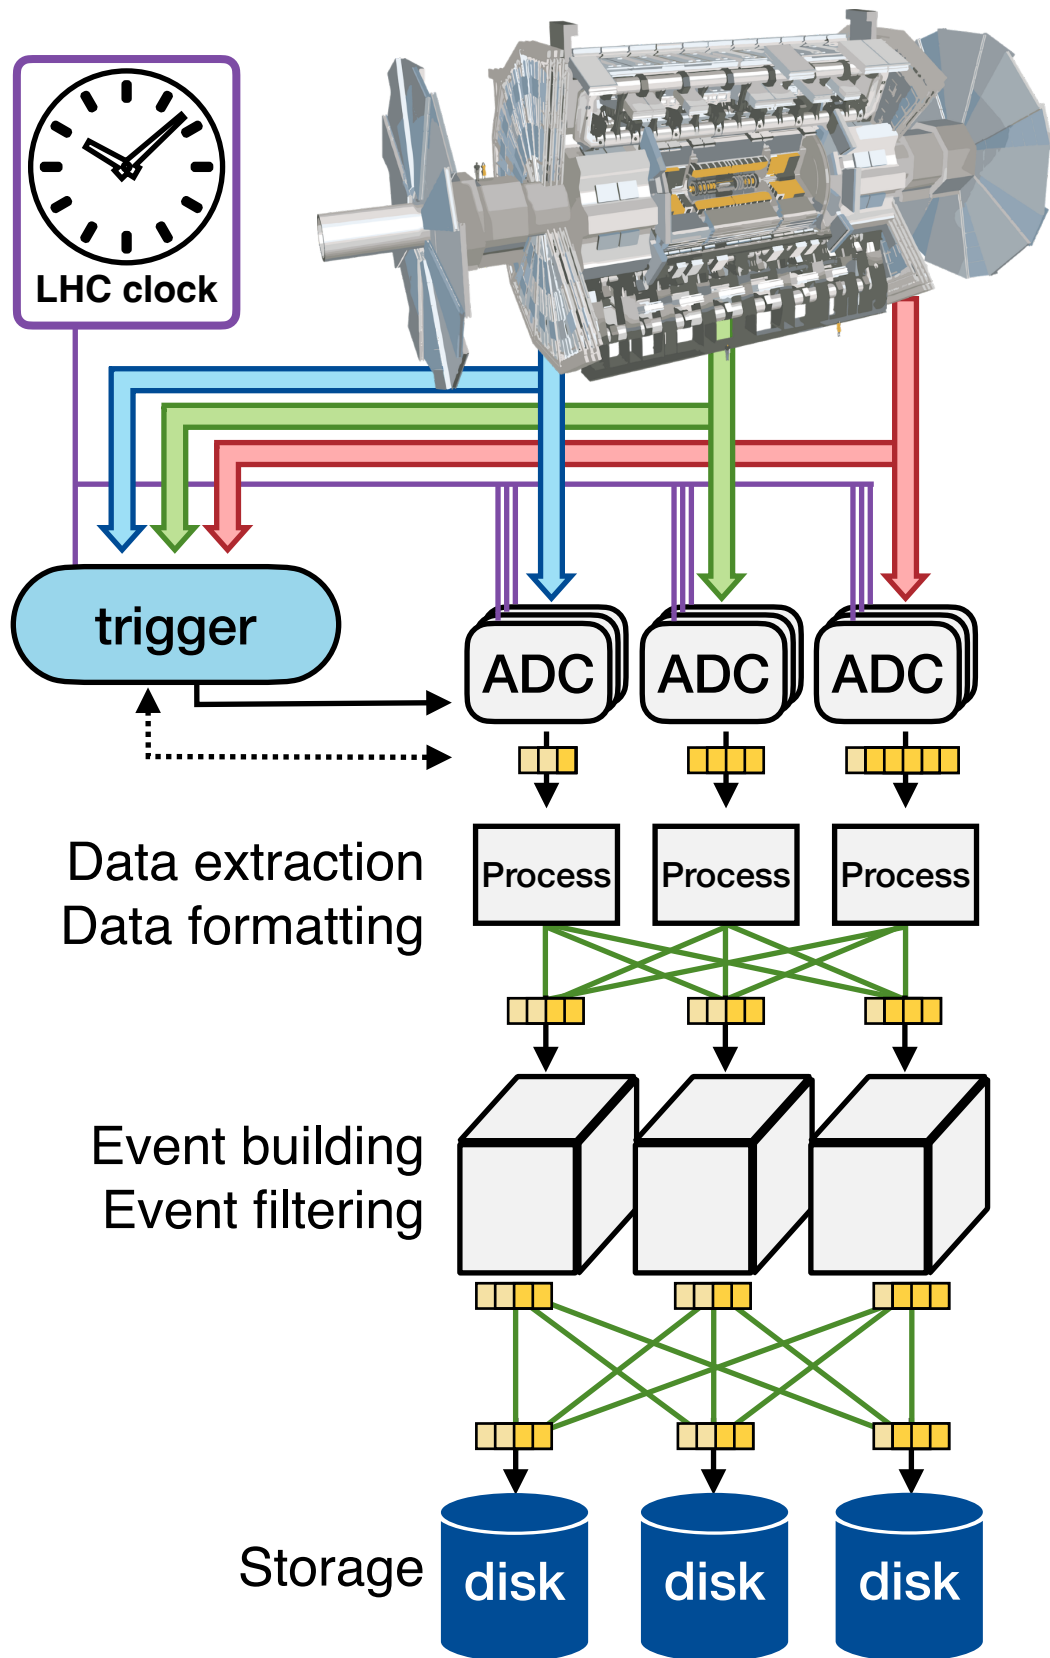 LHC clock
trigger
ADC
ADC
ADC
Data extraction
Data formatting
Process
Process
Process
Event building
Event filtering
Storage
disk
disk
disk